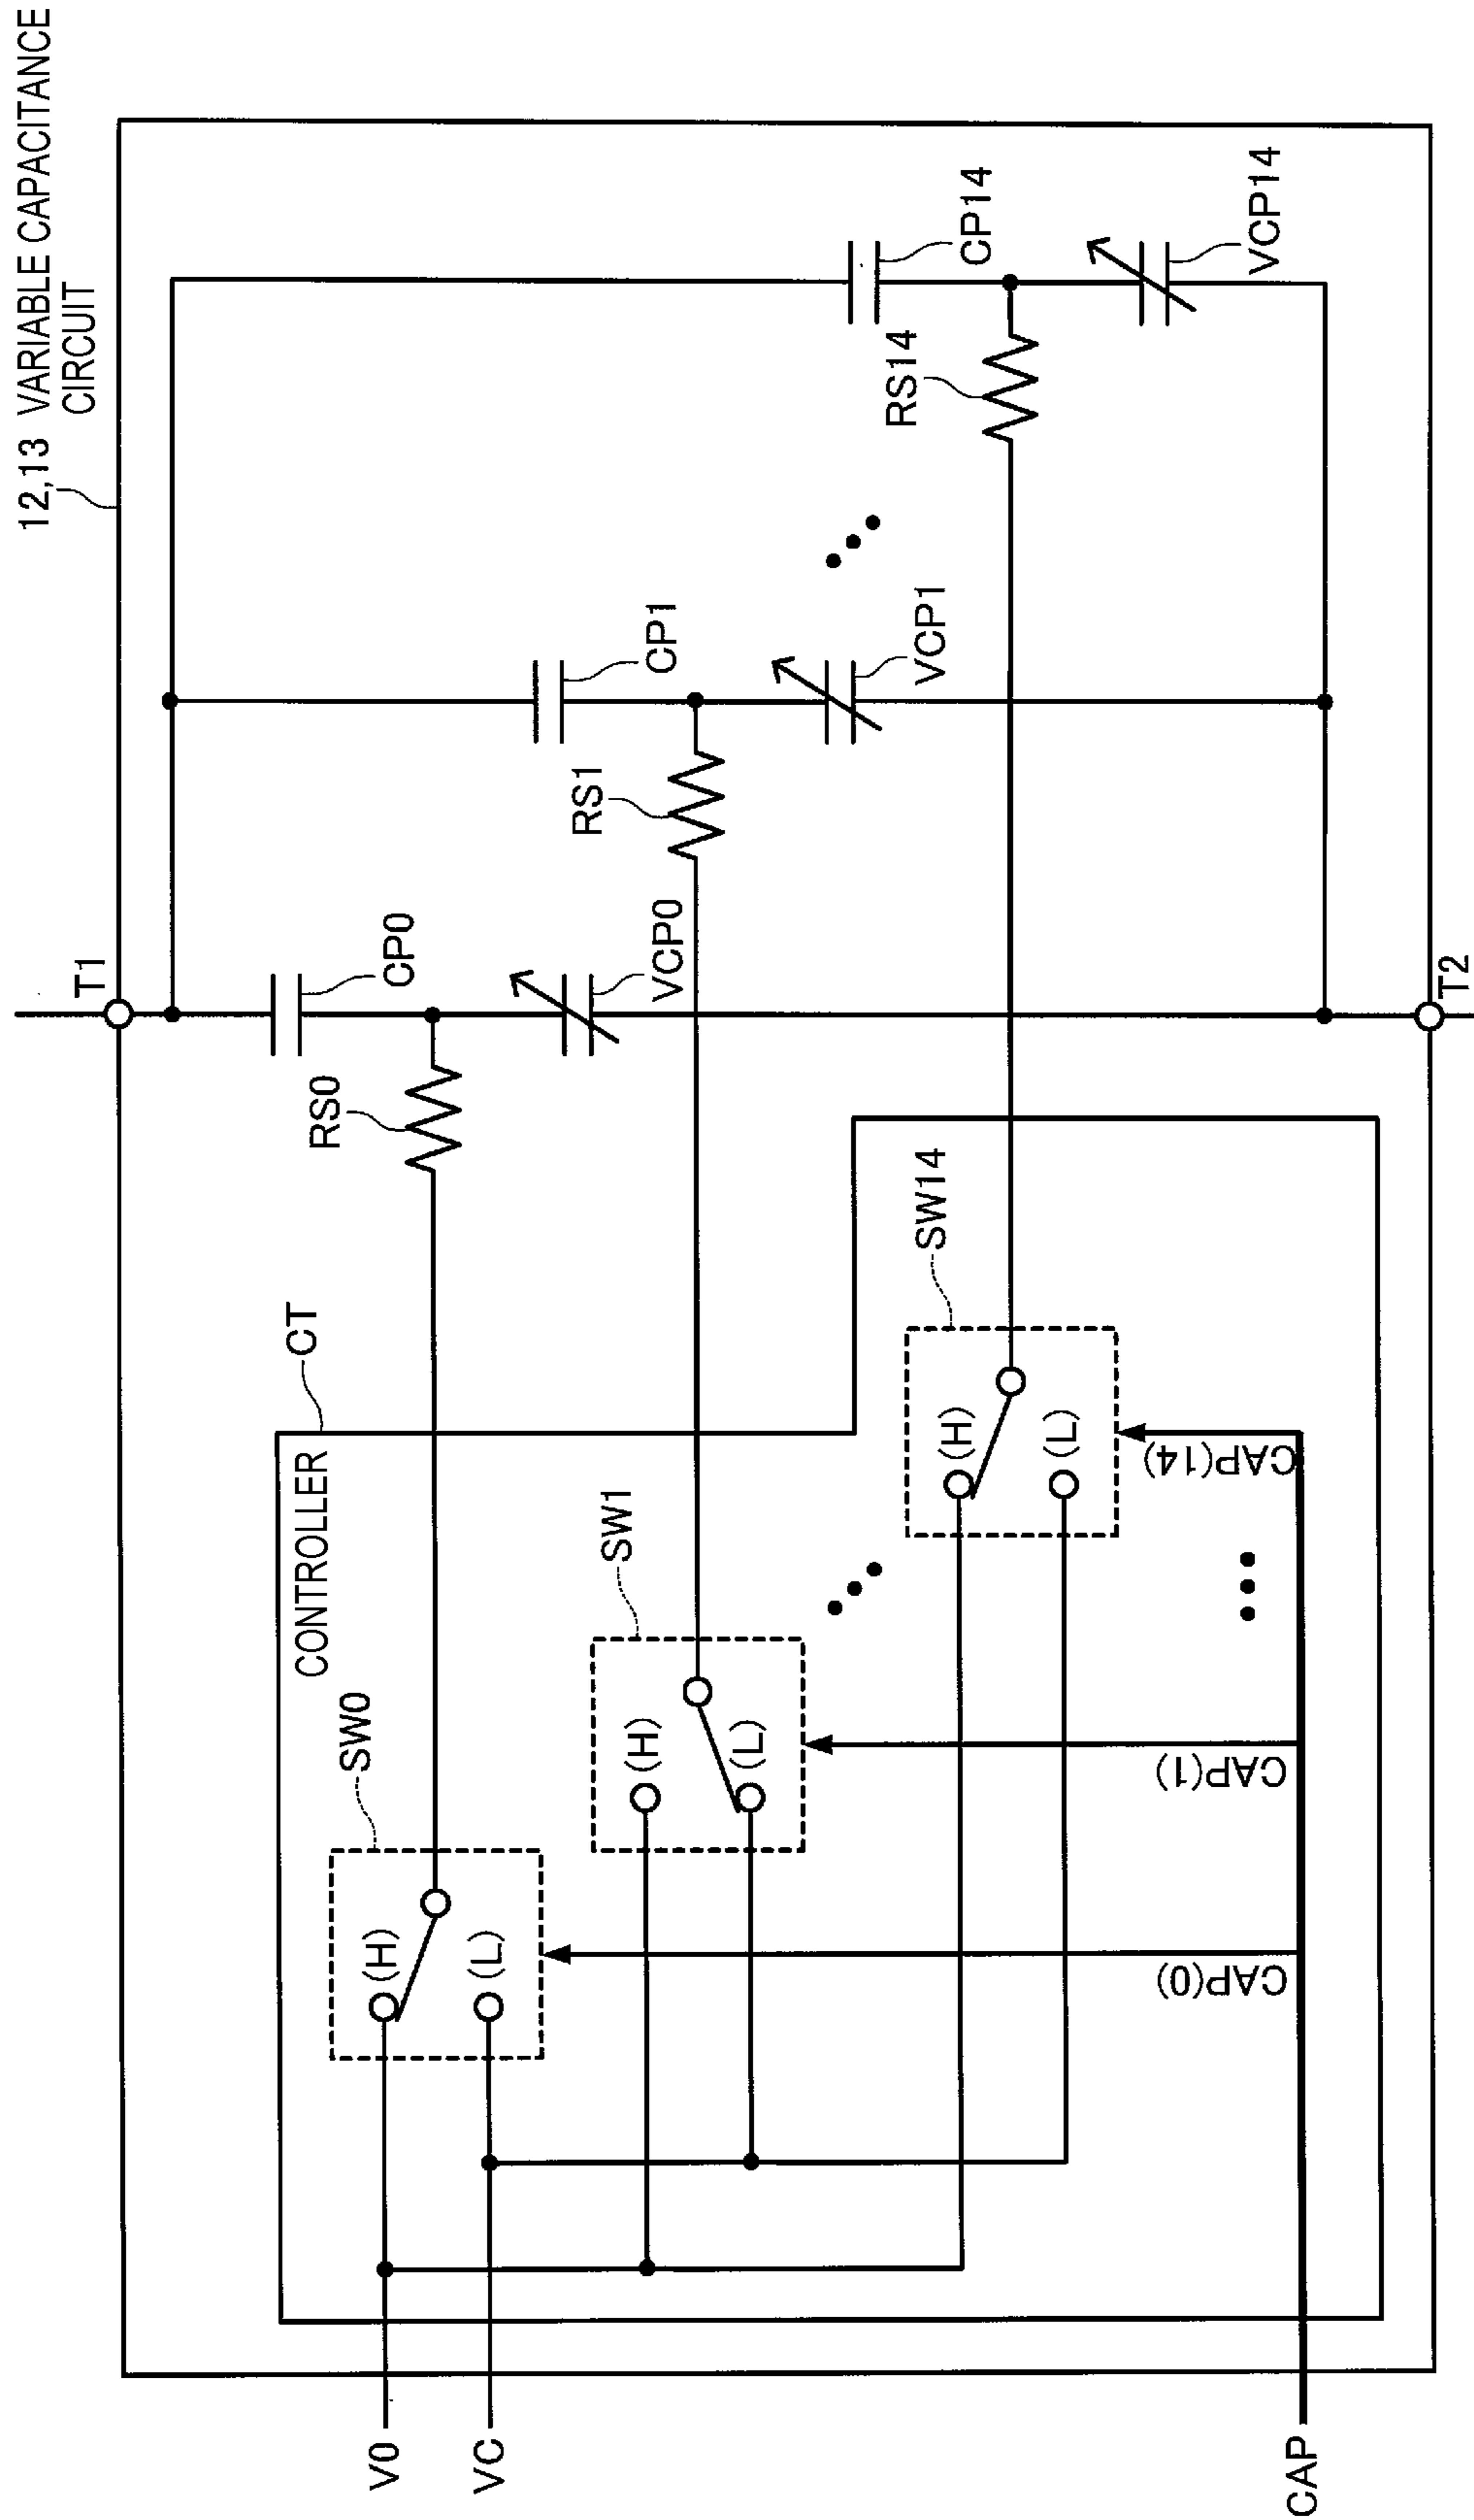 12,13 VARIABLE CAPACITANCE
CIRCUIT
T1
CP0
RS0
VCP0
CP1
RS1
VCP1
CP14
RS14
VCP14
CT
CONTROLLER
SW0
(H)
(L)
SW1
(H)
(L)
SW14
(H)
(L)
CAP(0)
CAP(1)
CAP(14)
V0
VC
CAP
T2